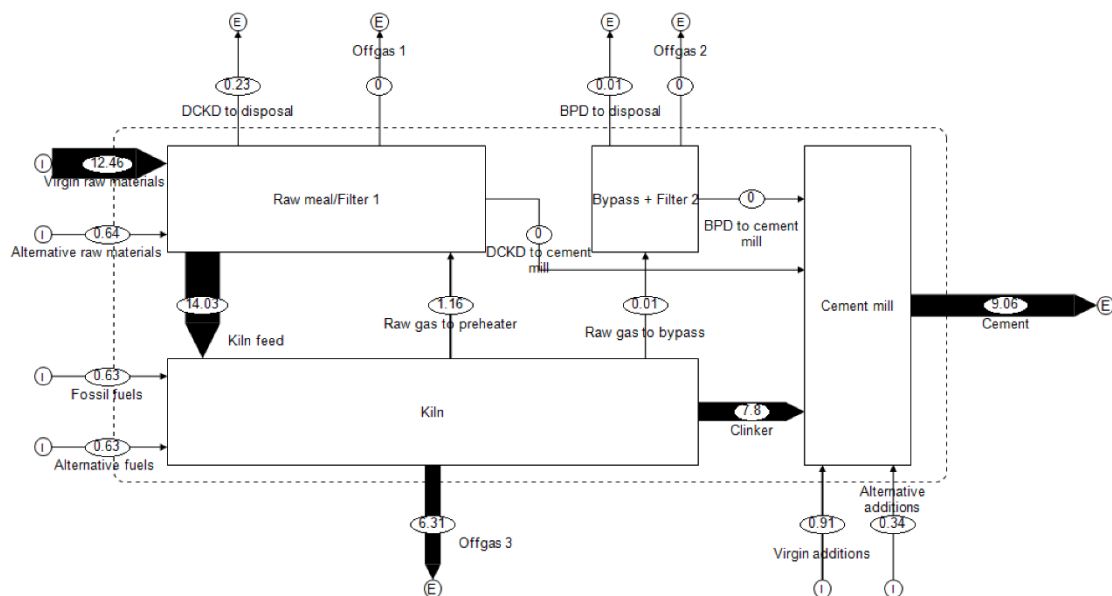 E
E
E
E
Offgas 1
Offgas 2
0.23
0
0.01
0
DCKD to disposal
BPD to disposal
I
12.46
Virgin raw materials
Raw meal/Filter 1
Bypass + Filter 2
0
BPD to cement
mill
I
0.64
Alternative raw materials
0
DCKD to cement
mill
14.03
Kiln feed
1.16
Raw gas to preheater
0.01
Raw gas to bypass
Cement mill
9.06
Cement
E
I
0.63
Fossil fuels
Kiln
7.8
Clinker
I
0.63
Alternative fuels
6.31
Offgas 3
E
Alternative
additions
0.91
0.34
Virgin additions
I
I